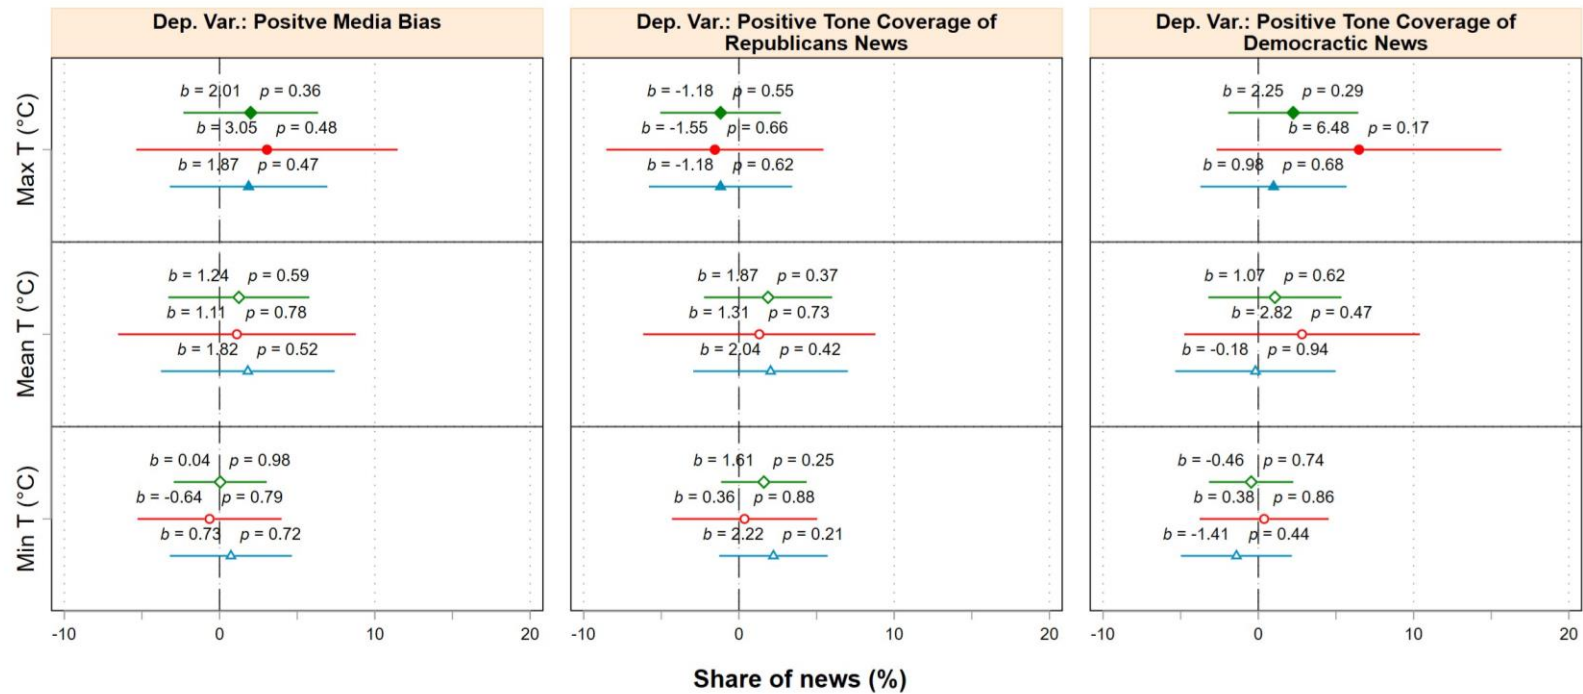 Dep. Var.: Positve Media Bias
Dep. Var.: Positive Tone Coverage of
Republicans News
Dep. Var.: Positive Tone Coverage of
Democractic News
Max T (°C)
b = 2.01 p = 0.36
b = 3.05 p = 0.48
b = 1.87 p = 0.47
b = -1.18 p = 0.55
b = -1.55 p = 0.66
b = -1.18 p = 0.62
b = 2.25 p = 0.29
b = 6.48 p = 0.17
b = 0.98 p = 0.68
Mean T (°C)
b = 1.24 p = 0.59
b = 1.11 p = 0.78
b = 1.82 p = 0.52
b = 1.87 p = 0.37
b = 1.31 p = 0.73
b = 2.04 p = 0.42
b = 1.07 p = 0.62
b = 2.82 p = 0.47
b = -0.18 p = 0.94
Min T (°C)
b = 0.04 p = 0.98
b = -0.64 p = 0.79
b = 0.73 p = 0.72
b = 1.61 p = 0.25
b = 0.36 p = 0.88
b = 2.22 p = 0.21
b = -0.46 p = 0.74
b = 0.38 p = 0.86
b = -1.41 p = 0.44
-10 0 10 20
-10 0 10 20
-10 0 10 20
Share of news (%)